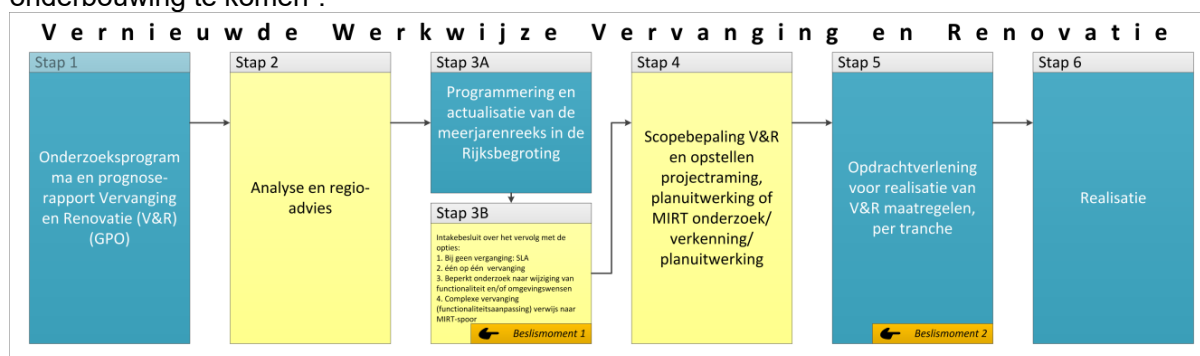 onderbouwing te komen".
Vernieuwde Werkwijze Vervanging en Renovatie
Stap 1
Onderzoeksprogram
ma en prognose-
rapport Vervanging
en Renovatie (V&R)
(GPO)
Stap 2
Analyse en regio-
advies
Stap 3A
Programmering en
actualisatie van de
meerjarenreeks in de
Rijksbegroting
Stap 3B
Intakebesluit over het vervolg met de
opties:
1. Bij geen verganging: SLA
2. één op één vervanging
3. Beperkt onderzoek naar wijziging van
functionaliteit en/of omgevingswensen
4. Complexe vervanging
(functionaliteitsaanpassing) verwijs naar
MIRT-spoor
Beslismoment 1
Stap 4
Scopebepaling V&R
en opstellen
projectraming,
planuitwerking of
MIRT onderzoek/
verkenning/
planuitwerking
Stap 5
Opdrachtverlening
voor realisatie van
V&R maatregelen,
per tranche
Beslismoment 2
Stap 6
Realisatie